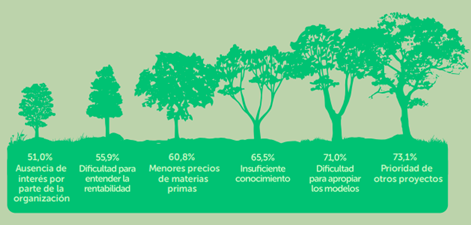 51,0%
Ausencia de
interés por
parte de la
organización
55,9%
Dificultad para
entender la
rentabilidad
60,8%
Menores precios
de materias
primas
65,5%
Insuficiente
conocimiento
71,0%
Dificultad
para apropiar
los modelos
73,1%
Prioridad de
otros proyectos